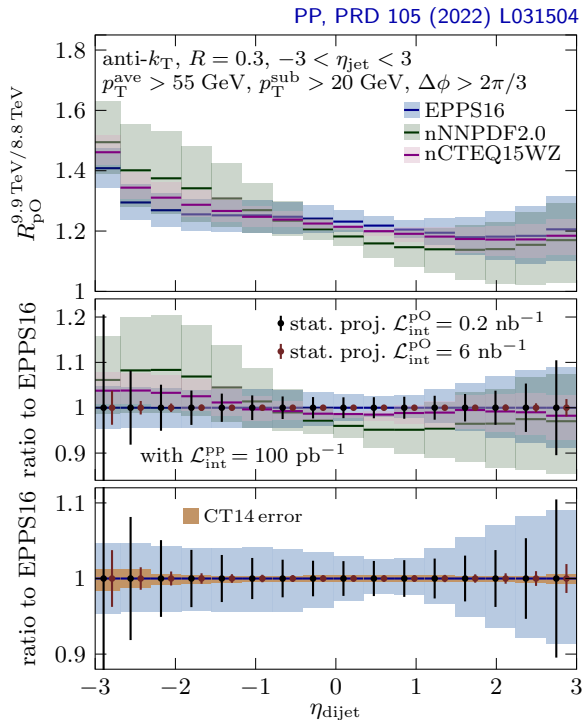 PP, PRD 105 (2022) L031504
anti-k_T, R = 0.3, −3 < η_jet < 3
p_T^ave > 55 GeV, p_T^sub > 20 GeV, Δϕ > 2π/3
EPPS16
nNNPDF2.0
nCTEQ15WZ
R_pO^{9.9 TeV/8.8 TeV}
1.8
1.6
1.4
1.2
1
stat. proj. 𝓛_int^pO = 0.2 nb⁻¹
stat. proj. 𝓛_int^pO = 6 nb⁻¹
with 𝓛_int^pp = 100 pb⁻¹
ratio to EPPS16
1.2
1.1
1
0.9
CT14 error
ratio to EPPS16
1.1
1
0.9
−3 −2 −1 0 1 2 3
η_dijet